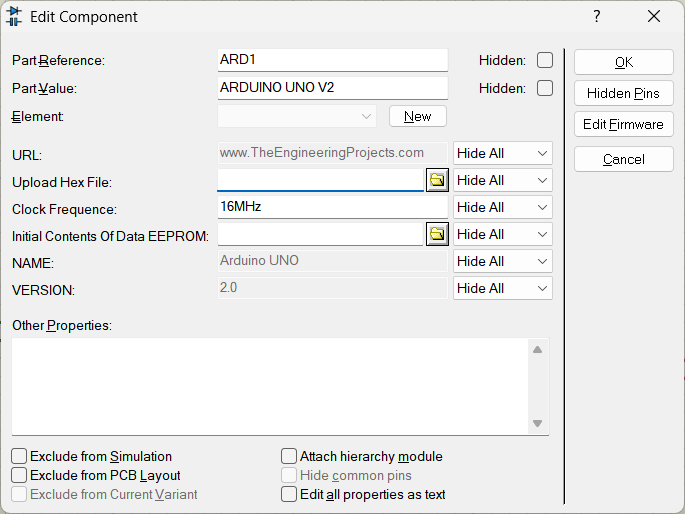 Edit Component
?
Part Reference: ARD1 Hidden: OK
Part Value: ARDUINO UNO V2 Hidden: Hidden Pins
Element: New Edit Firmware
URL: www.TheEngineeringProjects.com Hide All Cancel
Upload Hex File: Hide All
Clock Frequence: 16MHz Hide All
Initial Contents Of Data EEPROM: Hide All
NAME: Arduino UNO Hide All
VERSION: 2.0 Hide All
Other Properties:
Exclude from Simulation Attach hierarchy module
Exclude from PCB Layout Hide common pins
Exclude from Current Variant Edit all properties as text